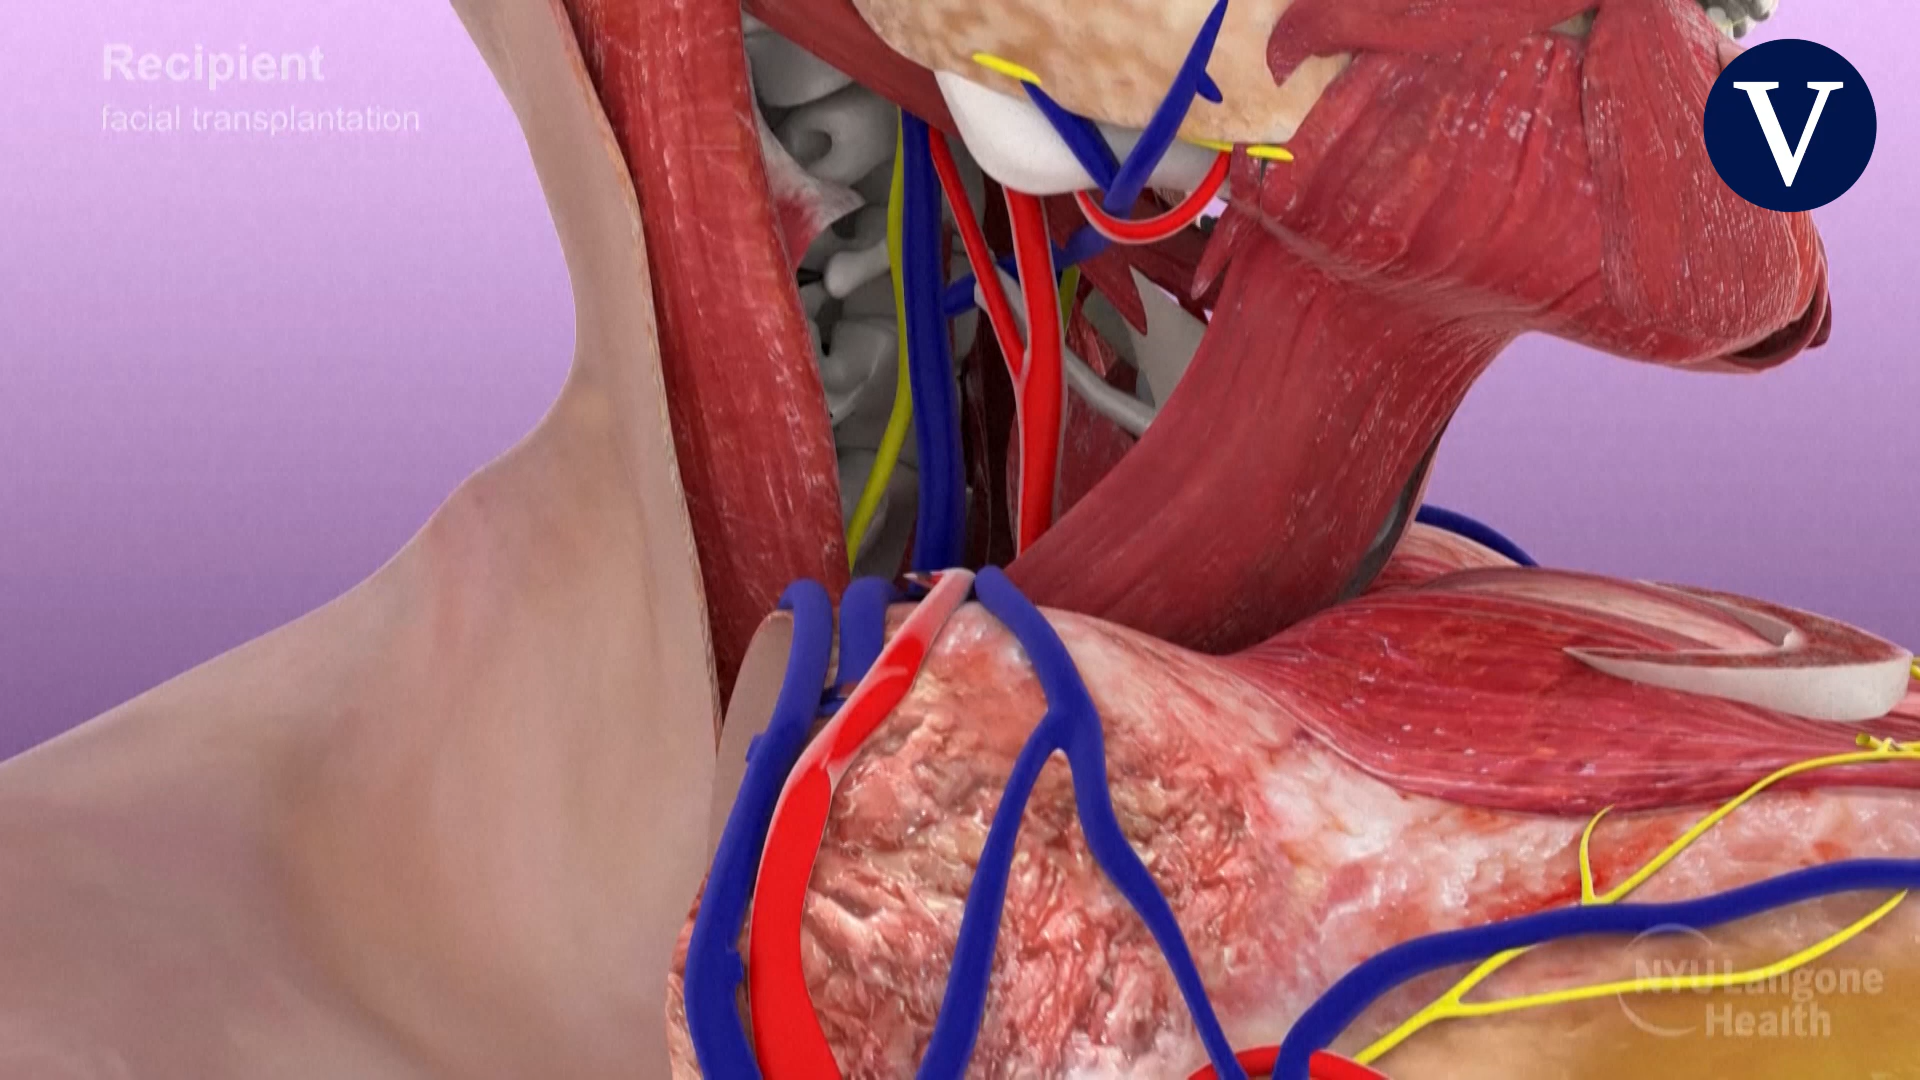 Recipient
facial transplantation
V
NYU Langone
Health